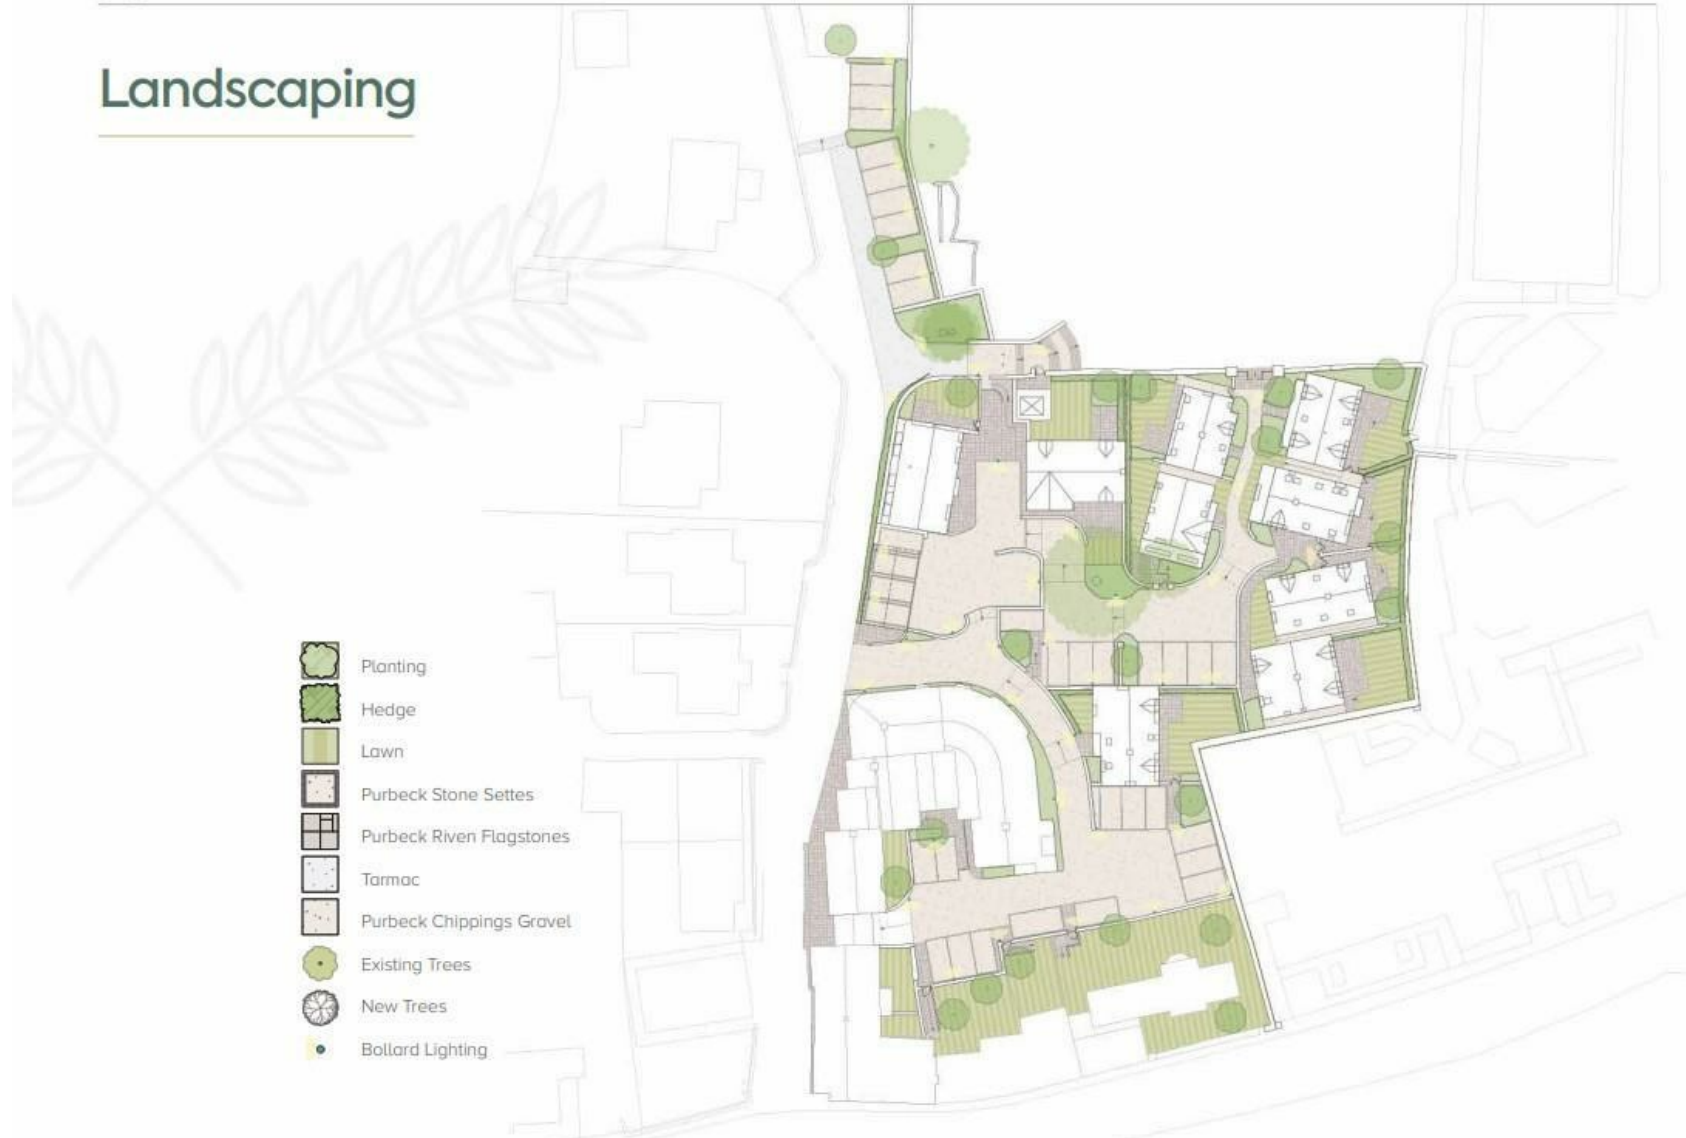 Landscaping
Planting
Hedge
Lawn
Purbeck Stone Settes
Purbeck Riven Flagstones
Tarmac
Purbeck Chippings Gravel
Existing Trees
New Trees
Bollard Lighting